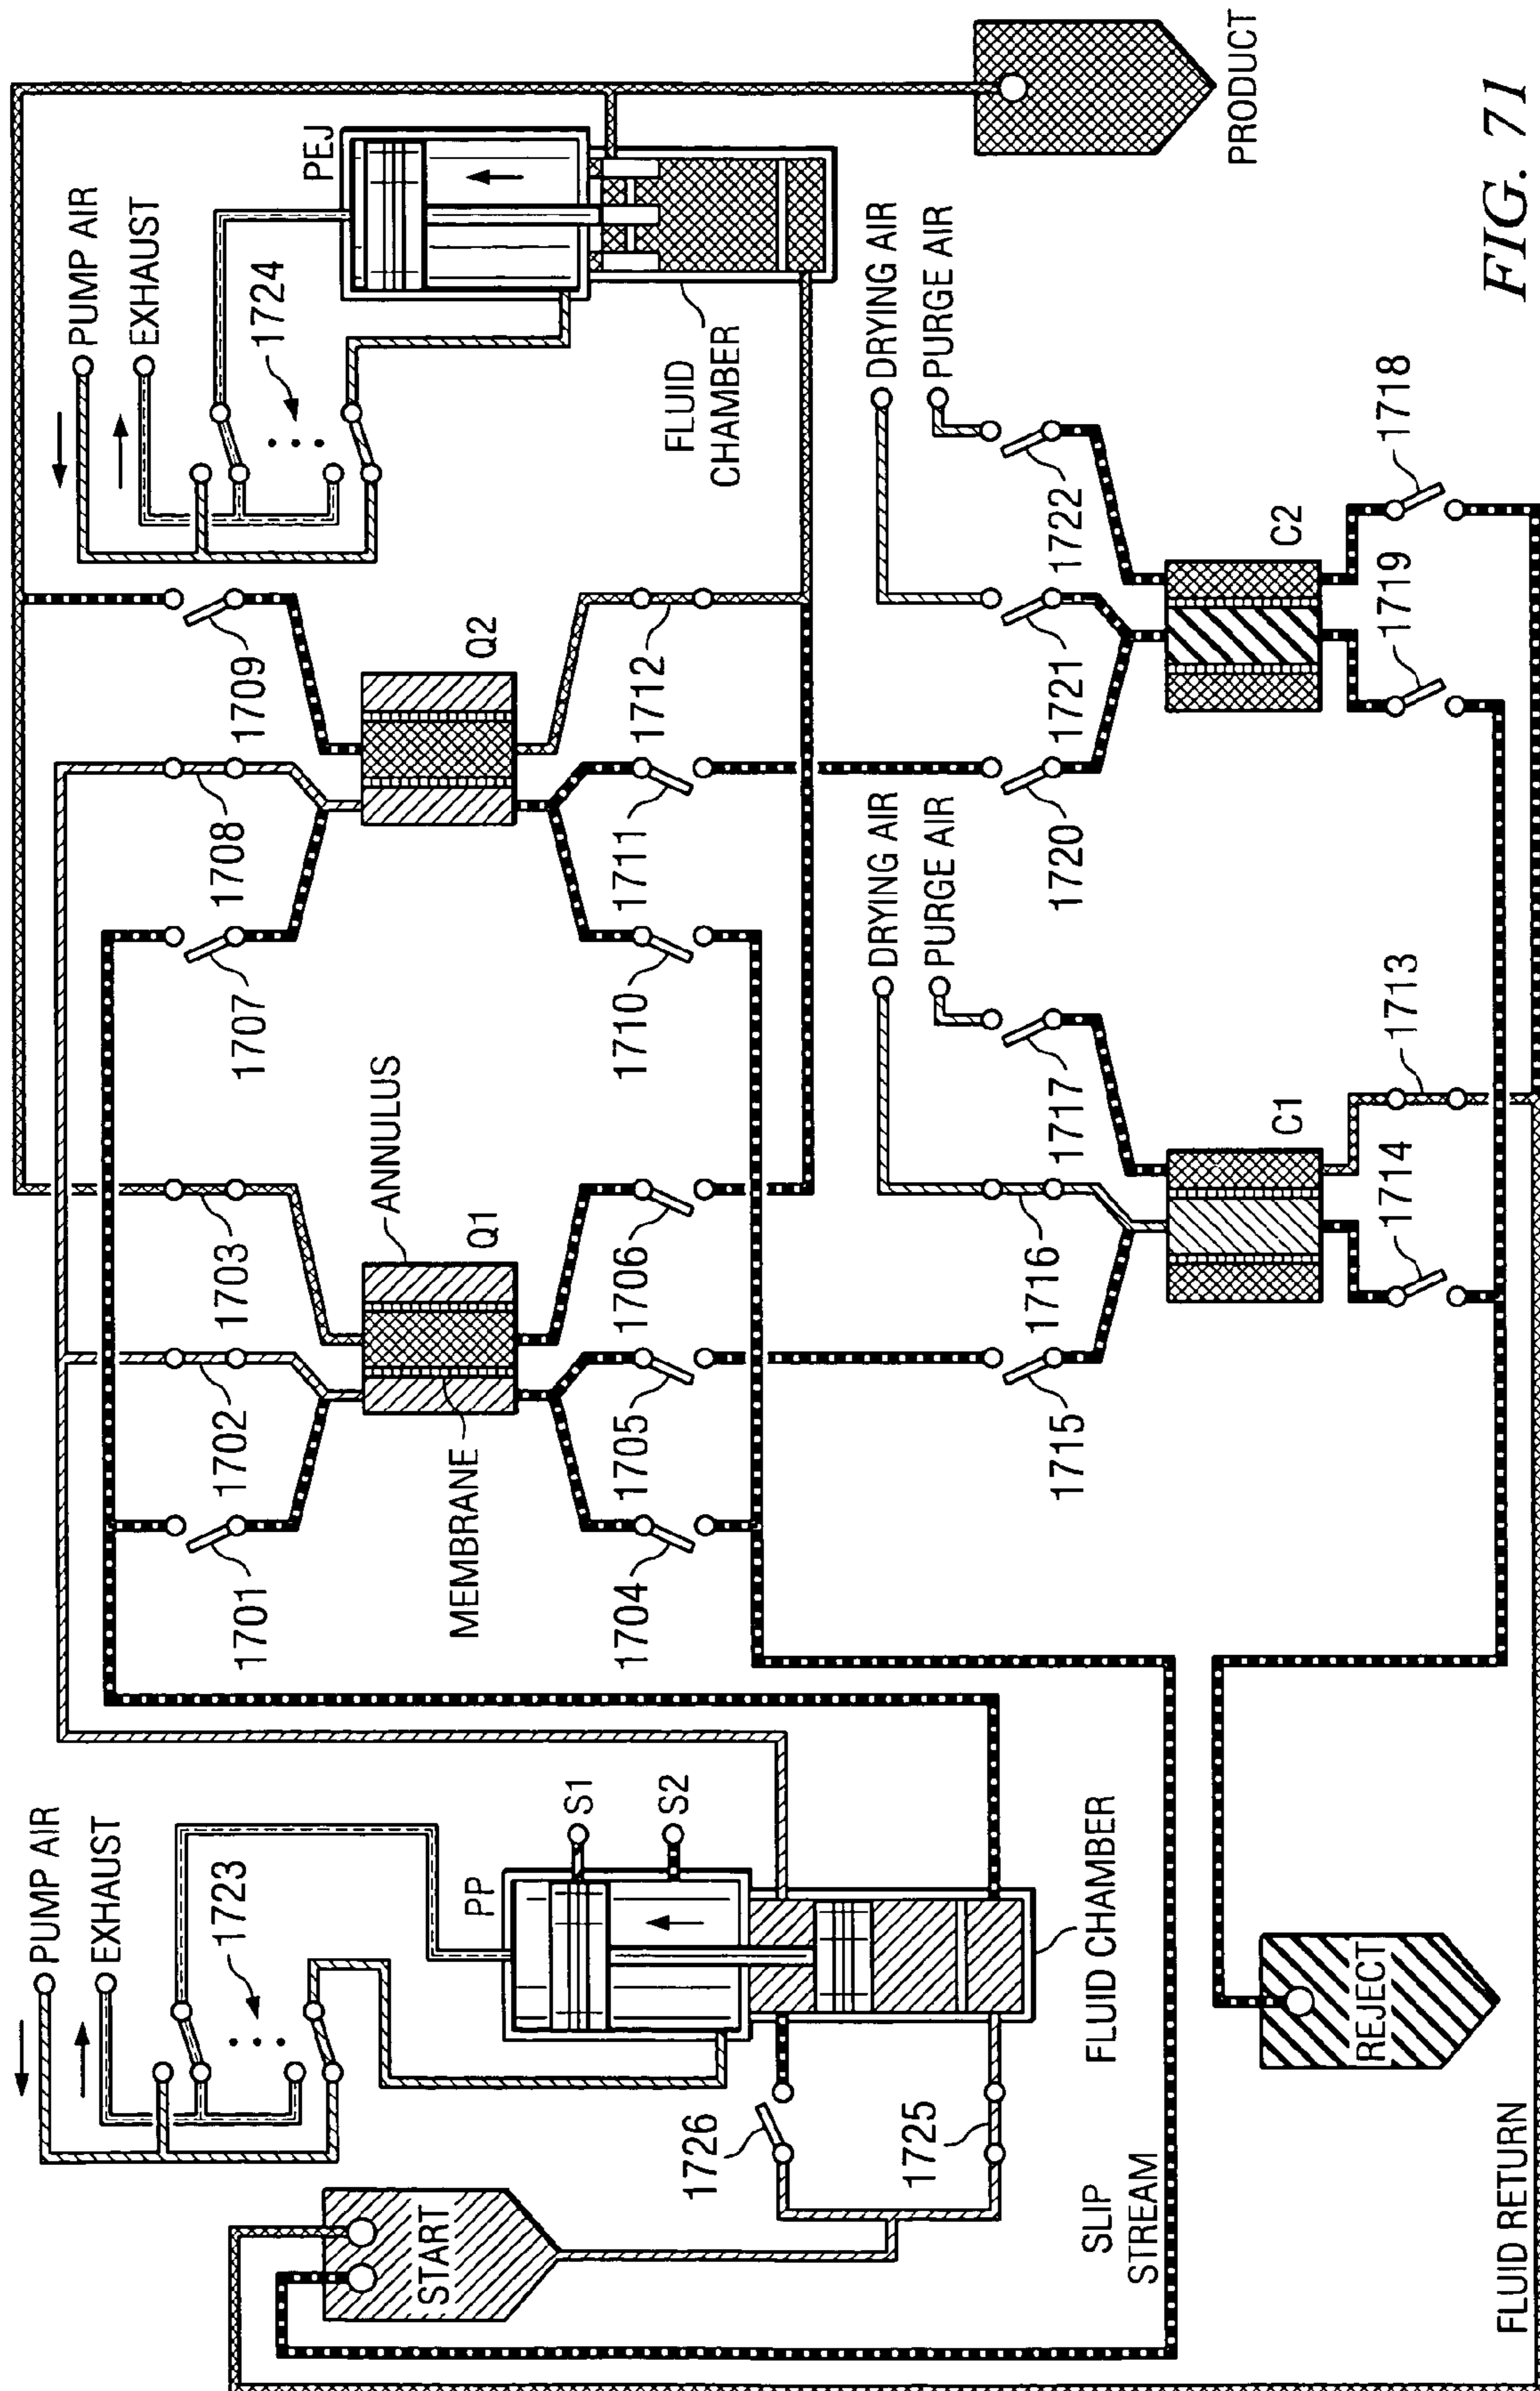 PUMP AIR
EXHAUST
1723
PP
S1
S2
START
1726
1725
FLUID CHAMBER
SLIP
STREAM
REJECT
FLUID RETURN
1701
1702
1703
MEMBRANE
ANNULUS
Q1
1704
1705
1706
1707
1708
1709
Q2
1710
1711
1712
PUMP AIR
EXHAUST
1724
PEJ
FLUID
CHAMBER
PRODUCT
DRYING AIR
PURGE AIR
1715
1716
1717
C1
1714
1713
DRYING AIR
PURGE AIR
1720
1721
1722
C2
1719
1718
FIG. 71